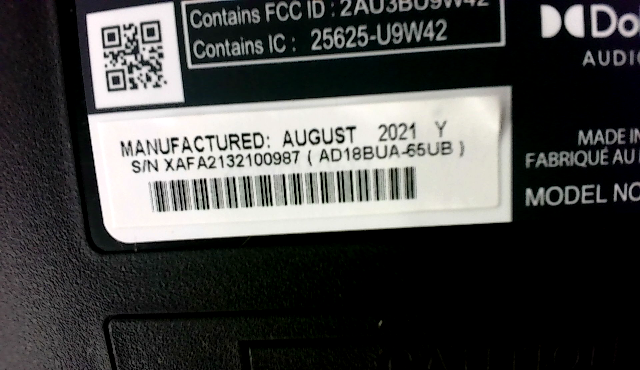 Contains FCC ID : 2AU3BU9W42
Contains IC : 25625-U9W42
AUDIO
MANUFACTURED: AUGUST 2021 Y
S/N XAFA2132100987 ( AD18BUA-65UB )
MADE IN
FABRIQUÉ AU
MODEL NO